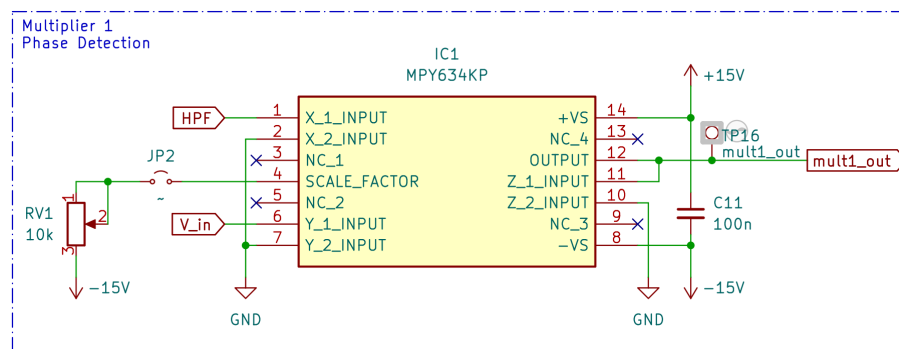 Multiplier 1
Phase Detection
IC1
MPY634KP
HPF
1
X_1_INPUT
2
X_2_INPUT
3
NC_1
4
SCALE_FACTOR
5
NC_2
6
Y_1_INPUT
7
Y_2_INPUT
+VS
14
NC_4
13
OUTPUT
12
Z_1_INPUT
11
Z_2_INPUT
10
NC_3
9
-VS
8
JP2
~
RV1
10k
1
2
3
-15V
V_in
GND
GND
+15V
TP16
mult1_out
mult1_out
C11
100n
-15V